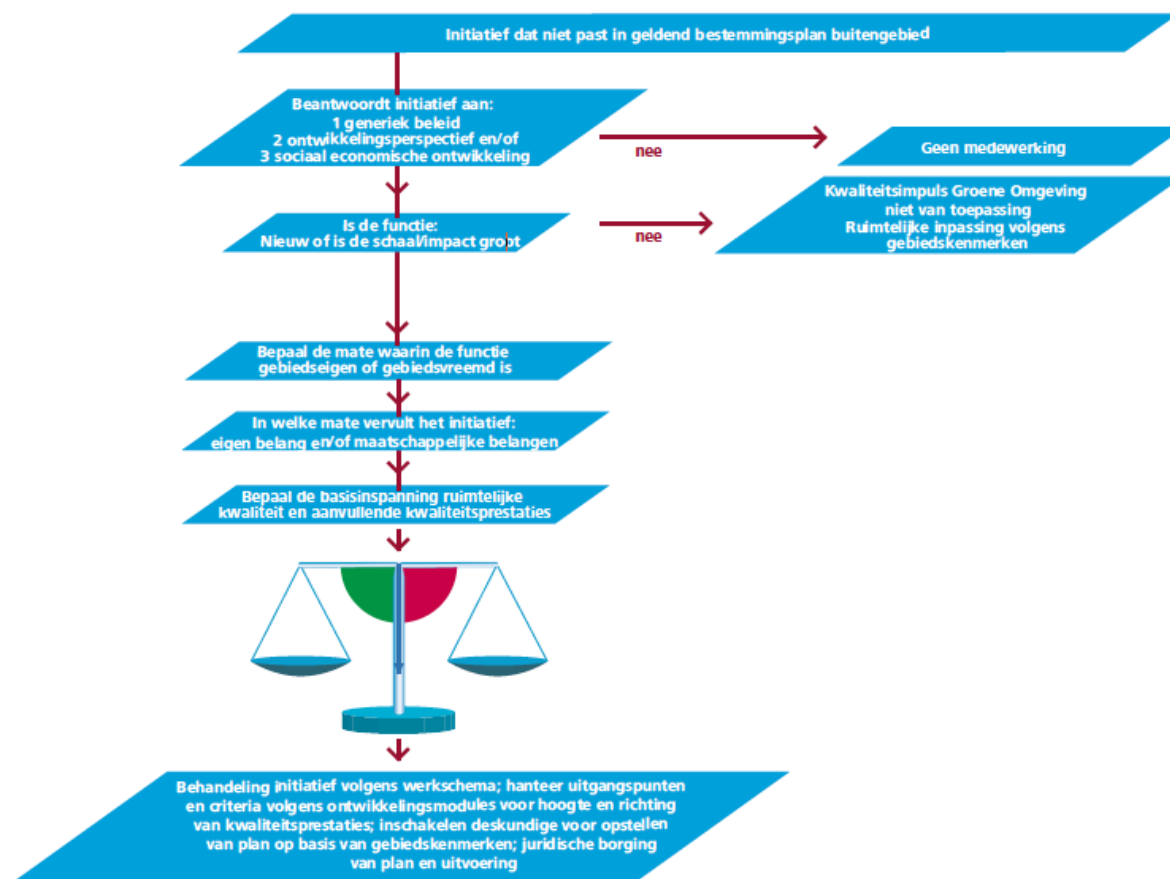 Initiatief dat niet past in geldend bestemmingsplan buitengebied
Beantwoordt initiatief aan:
1 generiek beleid
2 ontwikkelingsperspectief en/of
3 sociaal economische ontwikkeling
nee
Geen medewerking
Is de functie:
Nieuw of is de schaal/impact groot
nee
Kwaliteitsimpuls Groene Omgeving
niet van toepassing
Ruimtelijke inpassing volgens
gebiedskenmerken
Bepaal de mate waarin de functie
gebiedseigen of gebiedsvreemd is
In welke mate vervult het initiatief:
eigen belang en/of maatschappelijke belangen
Bepaal de basisinspanning ruimtelijke
kwaliteit en aanvullende kwaliteitsprestaties
Behandeling initiatief volgens werkschema; hanteer uitgangspunten
en criteria volgens ontwikkelingsmodules voor hoogte en richting
van kwaliteitsprestaties; inschakelen deskundige voor opstellen
van plan op basis van gebiedskenmerken; juridische borging
van plan en uitvoering